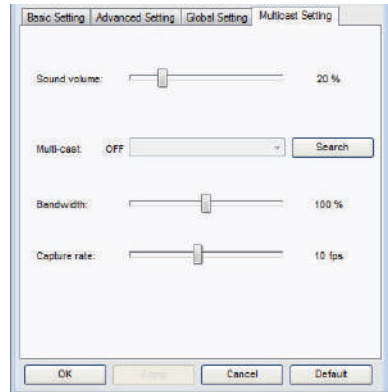 Basic Setting Advanced Setting Global Setting Multicast Setting
Sound volume: 20 %
Multi-cast: OFF Search
Bandwidth: 100 %
Capture rate: 10 fps
OK Apply Cancel Default